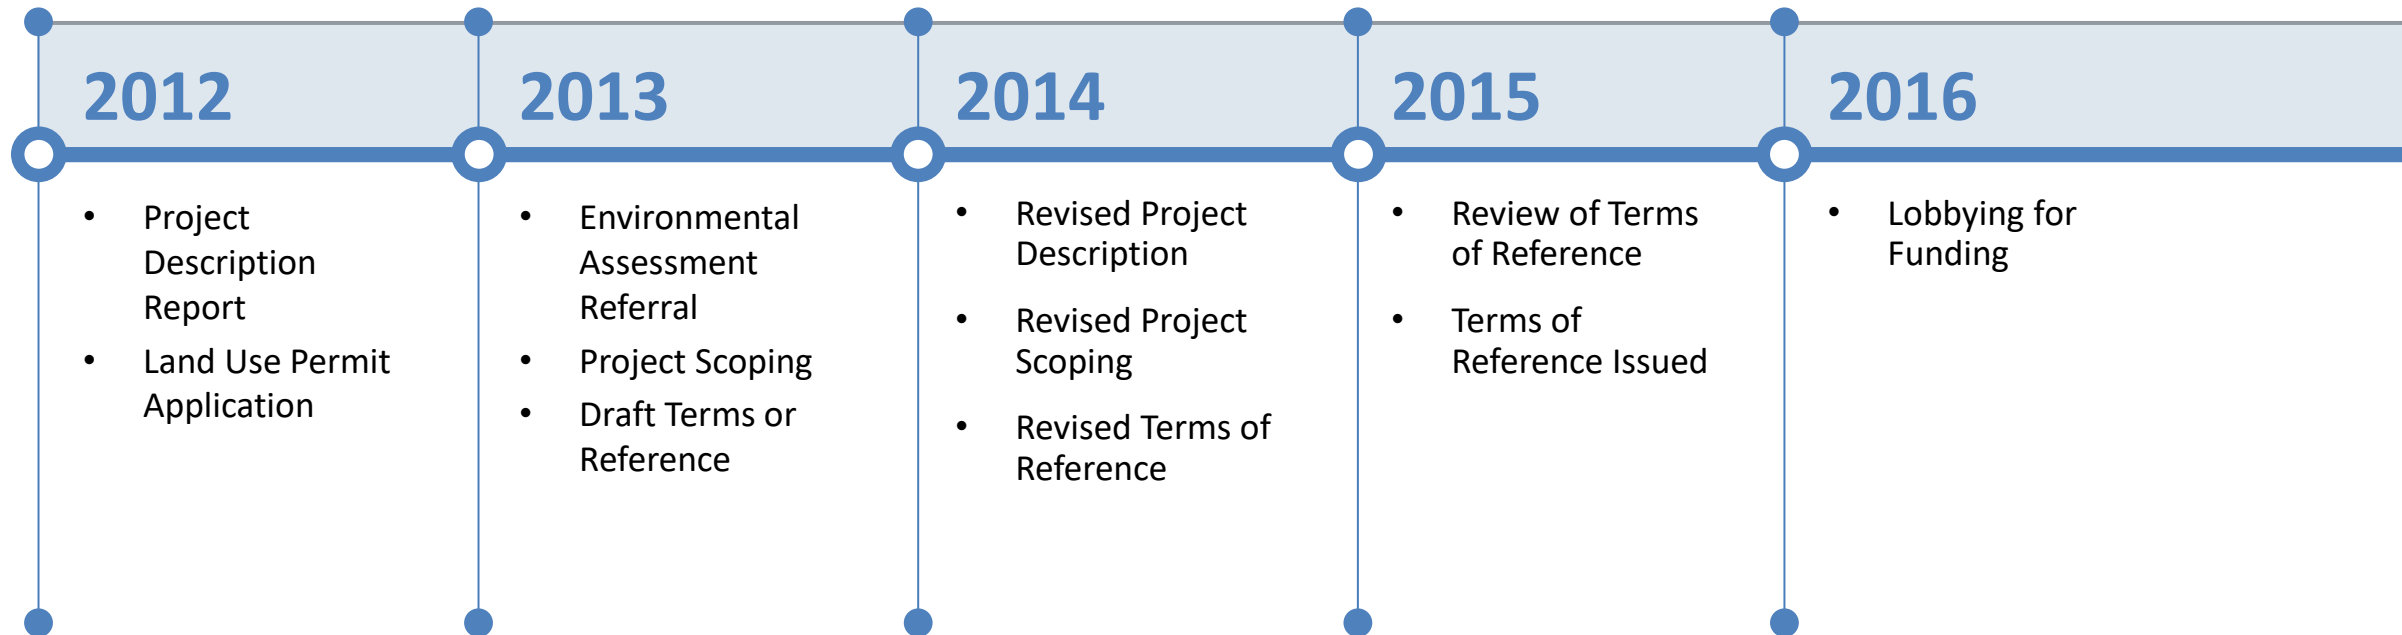 2012
• Project
Description
Report
• Land Use Permit
Application
2013
• Environmental
Assessment
Referral
• Project Scoping
• Draft Terms or
Reference
2014
• Revised Project
Description
• Revised Project
Scoping
• Revised Terms of
Reference
2015
• Review of Terms
of Reference
• Terms of
Reference Issued
2016
• Lobbying for
Funding